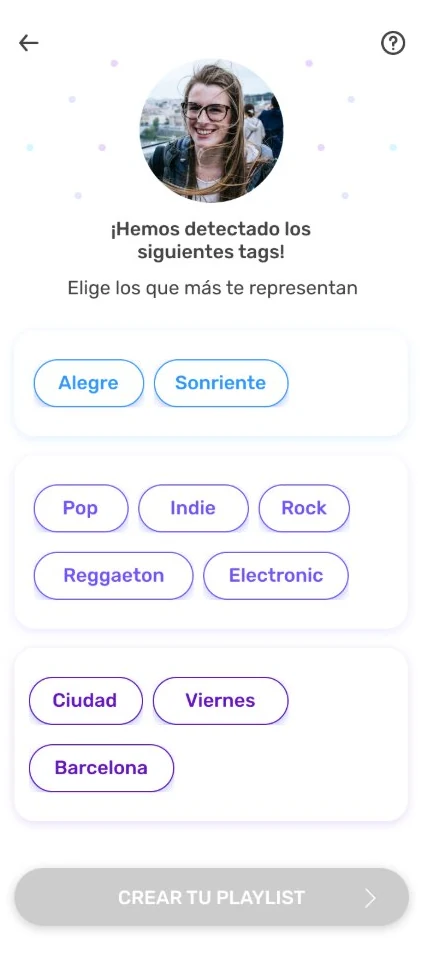 ¡Hemos detectado los
siguientes tags!
Elige los que más te representan
Alegre Sonriente
Pop Indie Rock
Reggaeton Electronic
Ciudad Viernes
Barcelona
CREAR TU PLAYLIST